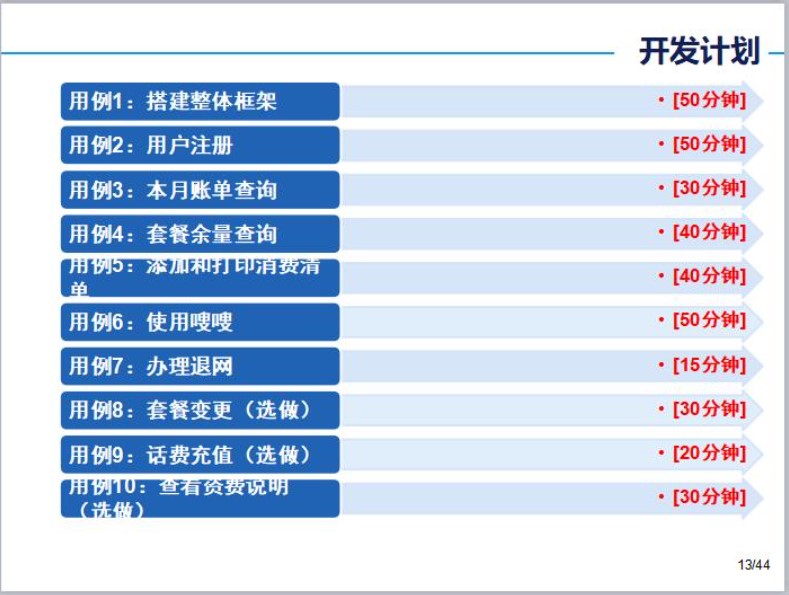 开发计划
用例1：搭建整体框架
• [50分钟]
用例2：用户注册
• [50分钟]
用例3：本月账单查询
• [30分钟]
用例4：套餐余量查询
• [40分钟]
用例5：添加和打印消费清
单
• [40分钟]
用例6：使用嗖嗖
• [50分钟]
用例7：办理退网
• [15分钟]
用例8：套餐变更（选做）
• [30分钟]
用例9：话费充值（选做）
• [20分钟]
用例10：查看资费说明
（选做）
• [30分钟]
13/44